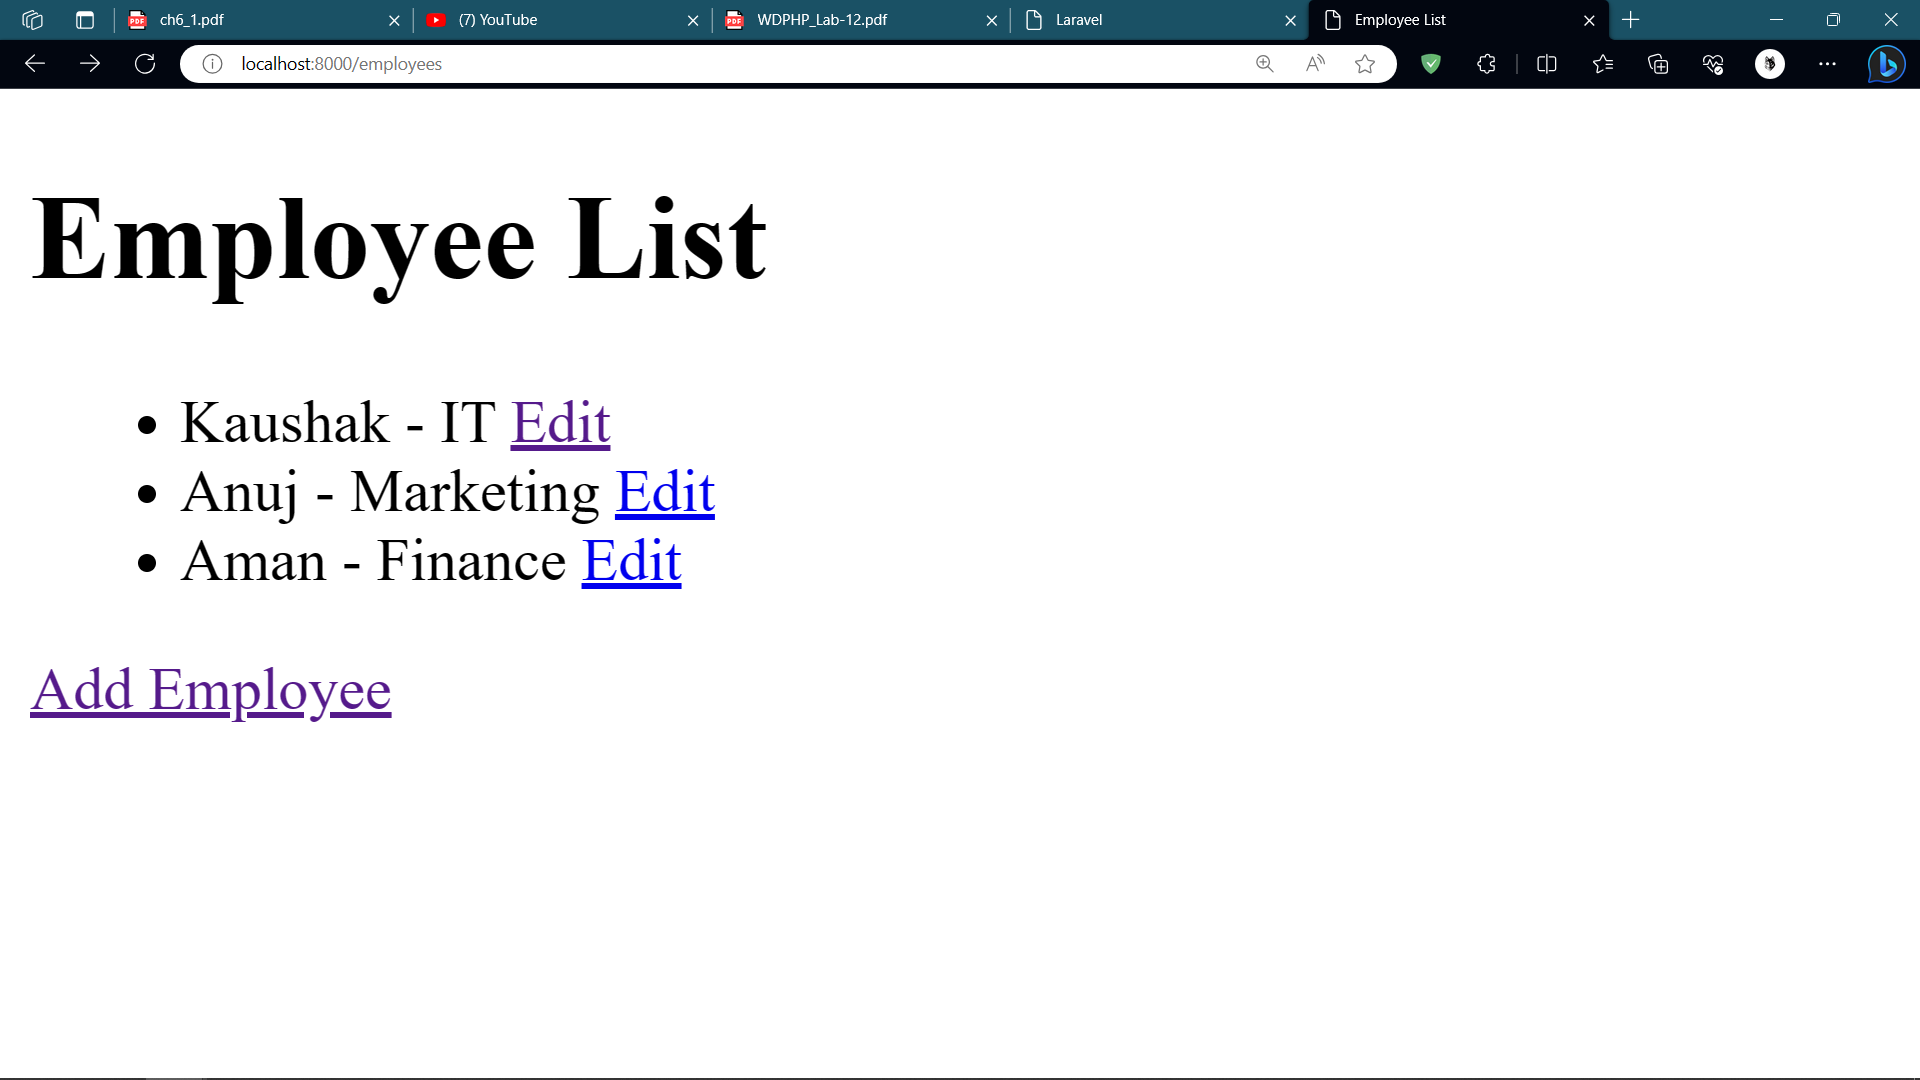 ch6_1.pdf
(7) YouTube
WDPHP_Lab-12.pdf
Laravel
Employee List
localhost:8000/employees
Employee List
Kaushak - IT Edit
Anuj - Marketing Edit
Aman - Finance Edit
Add Employee